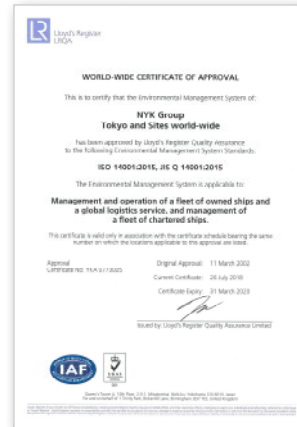 LR
Lloyd's Register
LRQA
WORLD-WIDE CERTIFICATE OF APPROVAL
This is to certify that the Environmental Management System of:
NYK Group
Tokyo and Sites world-wide
has been approved by Lloyd's Register Quality Assurance
to the following Environmental Management System Standards:
ISO 14001:2015, JIS Q 14001:2015
The Environmental Management System is applicable to:
Management and operation of a fleet of owned ships and
a global logistics service, and management of
a fleet of chartered ships.
This certificate is valid only in association with the certificate schedule bearing the same
number on which the locations applicable to this approval are listed.
Approval
Certificate No:
Original Approval: 11 March 2002
Current Certificate: 2018
Certificate Expiry: 31 March 2020
Issued by: Lloyd's Register Quality Assurance Limited
IAF
UKAS